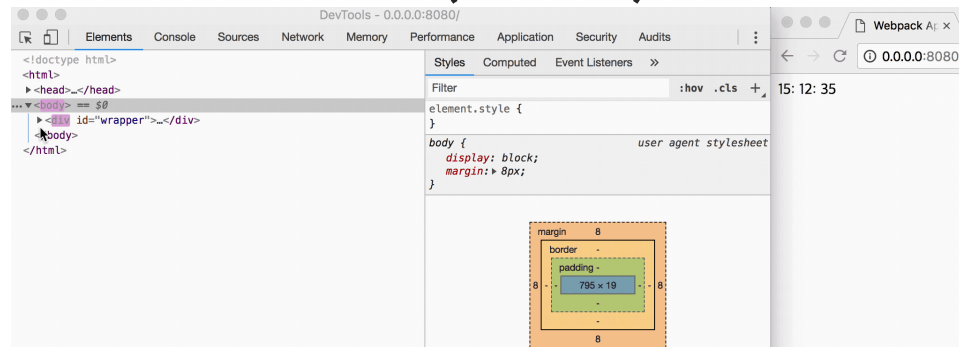 DevTools - 0.0.0.0:8080/
Elements Console Sources Network Memory Performance Application Security Audits
<!doctype html>
<html>
<head>…</head>
<body> == $0
<div id="wrapper">…</div>
body>
</html>
Styles Computed Event Listeners »
Filter :hov .cls +
element.style {
}
body { user agent stylesheet
display: block;
margin: 8px;
}
margin 8
border -
padding -
8 - - 795 × 19 - - 8
-
-
8
Webpack Ap ×
0.0.0.0:8080
15: 12: 35